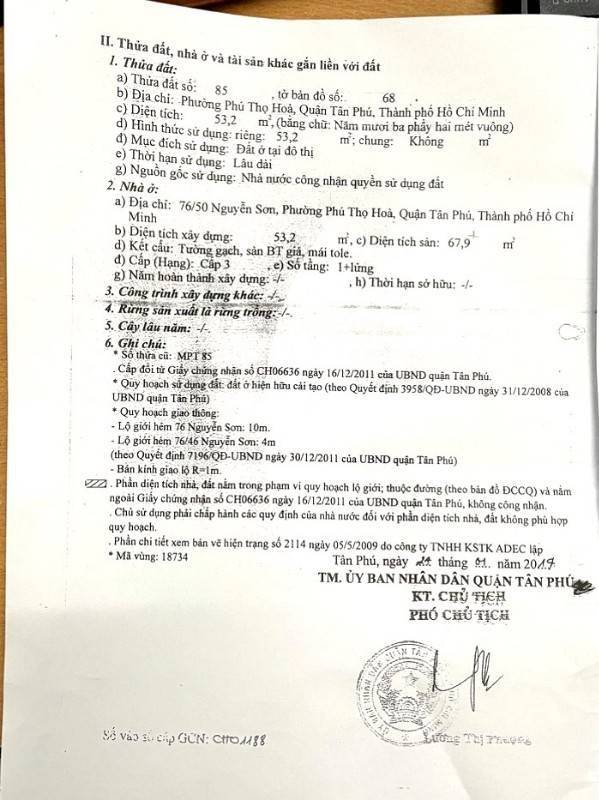 II. Thửa đất, nhà ở và tài sản khác gắn liền với đất
1. Thửa đất:
a) Thửa đất số: 85 , tờ bản đồ số: 68 .
b) Địa chỉ: Phường Phú Thọ Hoà, Quận Tân Phú, Thành phố Hồ Chí Minh
c) Diện tích: 53,2 m², (bằng chữ: Năm mươi ba phẩy hai mét vuông)
d) Hình thức sử dụng: riêng: 53,2 m²; chung: Không m²
đ) Mục đích sử dụng: Đất ở tại đô thị
e) Thời hạn sử dụng: Lâu dài
g) Nguồn gốc sử dụng: Nhà nước công nhận quyền sử dụng đất
2. Nhà ở:
a) Địa chỉ: 76/50 Nguyễn Sơn, Phường Phú Thọ Hoà, Quận Tân Phú, Thành phố Hồ Chí
Minh
b) Diện tích xây dựng: 53,2 m², c) Diện tích sàn: 67,9 m²
d) Kết cấu: Tường gạch, sàn BT giả, mái tole.
đ) Cấp (Hạng): Cấp 3 , e) Số tầng: 1+lửng
g) Năm hoàn thành xây dựng: -/- , h) Thời hạn sở hữu: -/-
3. Công trình xây dựng khác: -/-
4. Rừng sản xuất là rừng trồng: -/-
5. Cây lâu năm: -/-
6. Ghi chú:
* Số thửa cũ: MPT 85
. Cấp đổi từ Giấy chứng nhận số CH06636 ngày 16/12/2011 của UBND quận Tân Phú.
* Quy hoạch sử dụng đất: đất ở hiện hữu cải tạo (theo Quyết định 3958/QĐ-UBND ngày 31/12/2008 của
UBND quận Tân Phú)
* Quy hoạch giao thông:
- Lộ giới hẻm 76 Nguyễn Sơn: 10m.
- Lộ giới hẻm 76/46 Nguyễn Sơn: 4m
(theo Quyết định 7196/QĐ-UBND ngày 30/12/2011 của UBND quận Tân Phú)
- Bán kính giao lộ R=1m.
. Phần diện tích nhà, đất nằm trong phạm vi quy hoạch lộ giới; thuộc đường (theo bản đồ ĐCCQ) và nằm
ngoài Giấy chứng nhận số CH06636 ngày 16/12/2011 của UBND quận Tân Phú, không công nhận.
. Chủ sử dụng phải chấp hành các quy định của nhà nước đối với phần diện tích nhà, đất không phù hợp
quy hoạch.
. Phần chi tiết xem bản vẽ hiện trạng số 2114 ngày 05/5/2009 do công ty TNHH KSTK ADEC lập
* Mã vùng: 18734
Tân Phú, ngày tháng 01. năm 2014
TM. ỦY BAN NHÂN DÂN QUẬN TÂN PHÚ
KT. CHỦ TỊCH
PHÓ CHỦ TỊCH
Số vào sổ cấp GCN: CH01188